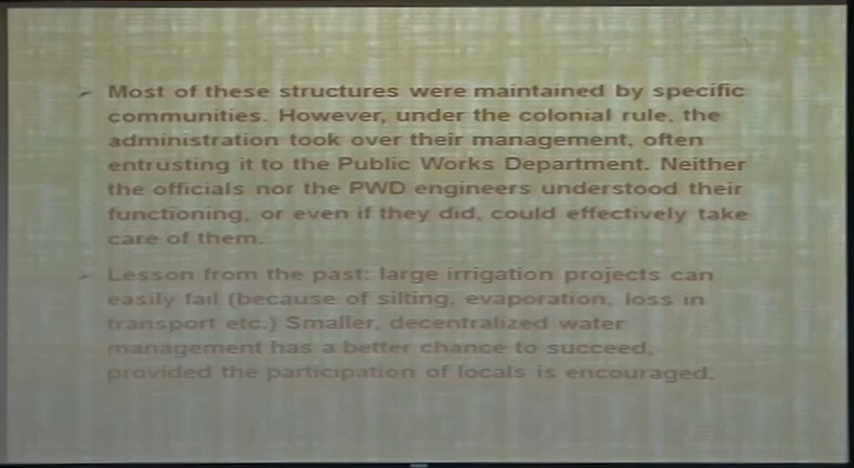 ➢ Most of these structures were maintained by specific
communities. However, under the colonial rule, the
administration took over their management, often
entrusting it to the Public Works Department. Neither
the officials nor the PWD engineers understood their
functioning, or even if they did, could effectively take
care of them.
➢ Lesson from the past: large irrigation projects can
easily fail (because of silting, evaporation, loss in
transport etc.) Smaller, decentralized water
management has a better chance to succeed,
provided the participation of locals is encouraged.